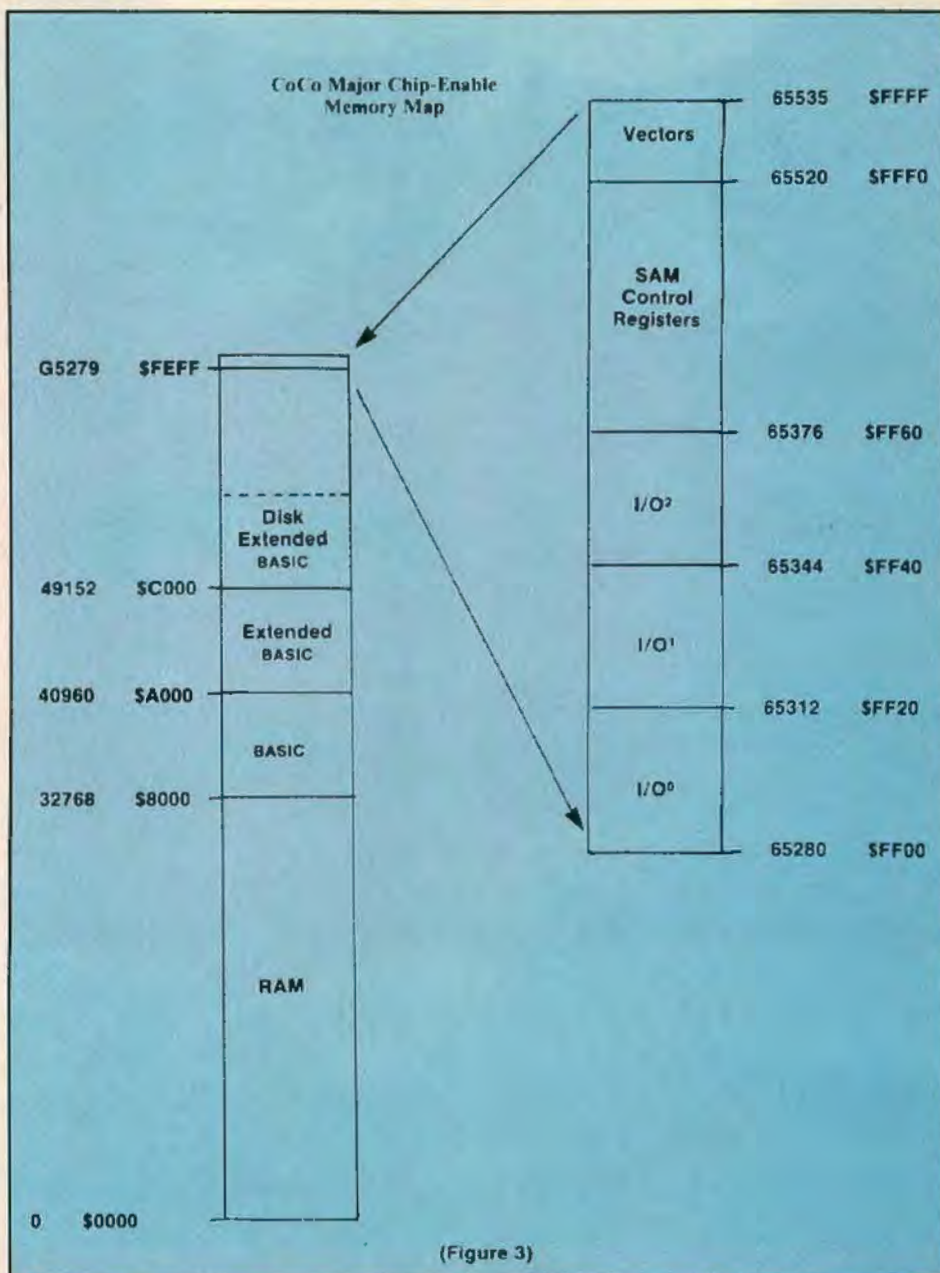 CoCo Major Chip-Enable
Memory Map
65535 $FFFF
Vectors
65520 $FFF0
SAM
Control
Registers
65376 $FF60
I/O²
65344 $FF40
I/O¹
65312 $FF20
I/O⁰
65280 $FF00
G5279 $FEFF
Disk
Extended
BASIC
49152 $C000
Extended
BASIC
40960 $A000
BASIC
32768 $8000
RAM
0 $0000
(Figure 3)